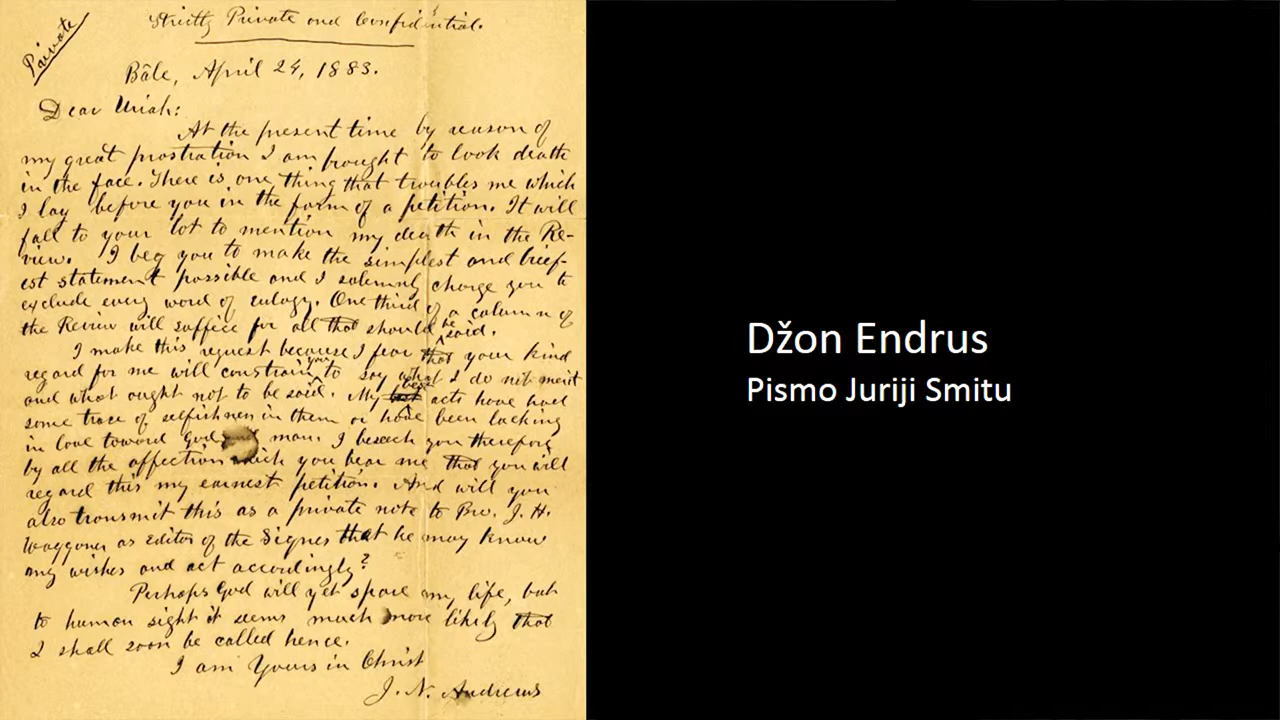 Private
Strictly Private and Confidential.
Bâle, April 24, 1883.
Dear Uriah:
At the present time by reason of
my great prostration I am brought to look death
in the face. There is one thing that troubles me which
I lay before you in the form of a petition. It will
fall to your lot to mention my death in the Re-
view. I beg you to make the simplest and brief-
est statement possible and I solemnly charge you to
exclude every word of eulogy. One third of a column of
the Review will suffice for all that should be said.
I make this request because I fear that your kind
regard for me will constrain you to say what I do not merit
and what ought not to be said. My best acts have had
some trace of selfishness in them or have been lacking
in love toward God and man. I beseech you therefore
by all the affection which you bear me that you will
regard this my earnest petition. And will you
also transmit this as a private note to Bro. J. H.
Waggoner as editor of the Signes that he may know
my wishes and act accordingly?
Perhaps God will yet spare my life, but
to human sight it seems much more likely that
I shall soon be called hence.
I am Yours in Christ
J. N. Andrews
Džon Endrus
Pismo Juriji Smitu